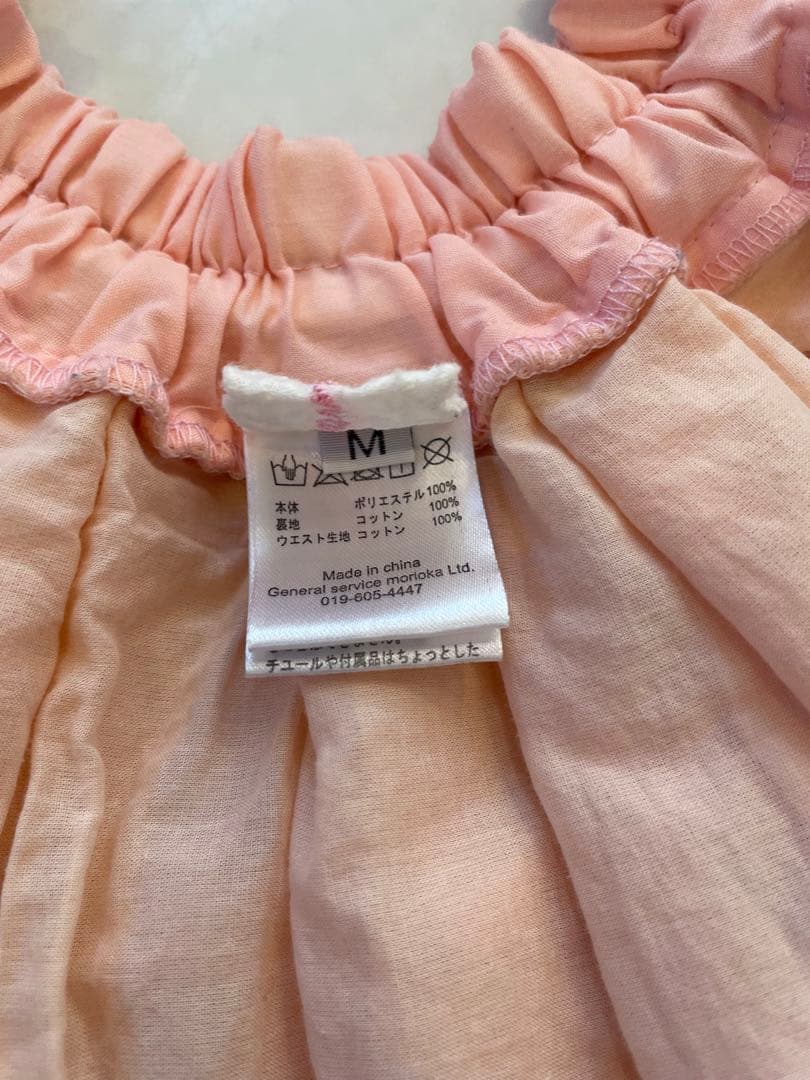 M
本体 ポリエステル100%
裏地 コットン 100%
ウエスト生地 コットン 100%
Made in china
General service morioka Ltd.
019-605-4447
チュールや付属品はちょっとした